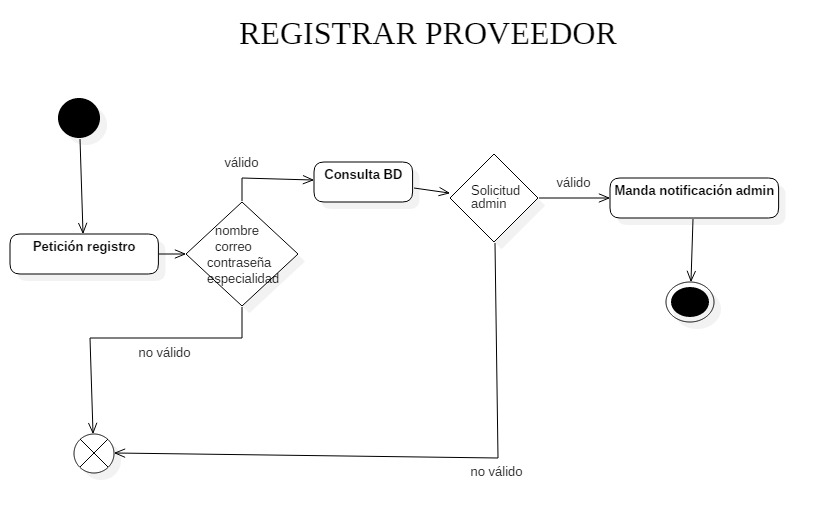 REGISTRAR PROVEEDOR
válido
Consulta BD
Solicitud
admin
válido
Manda notificación admin
Petición registro
nombre
correo
contraseña
especialidad
no válido
no válido